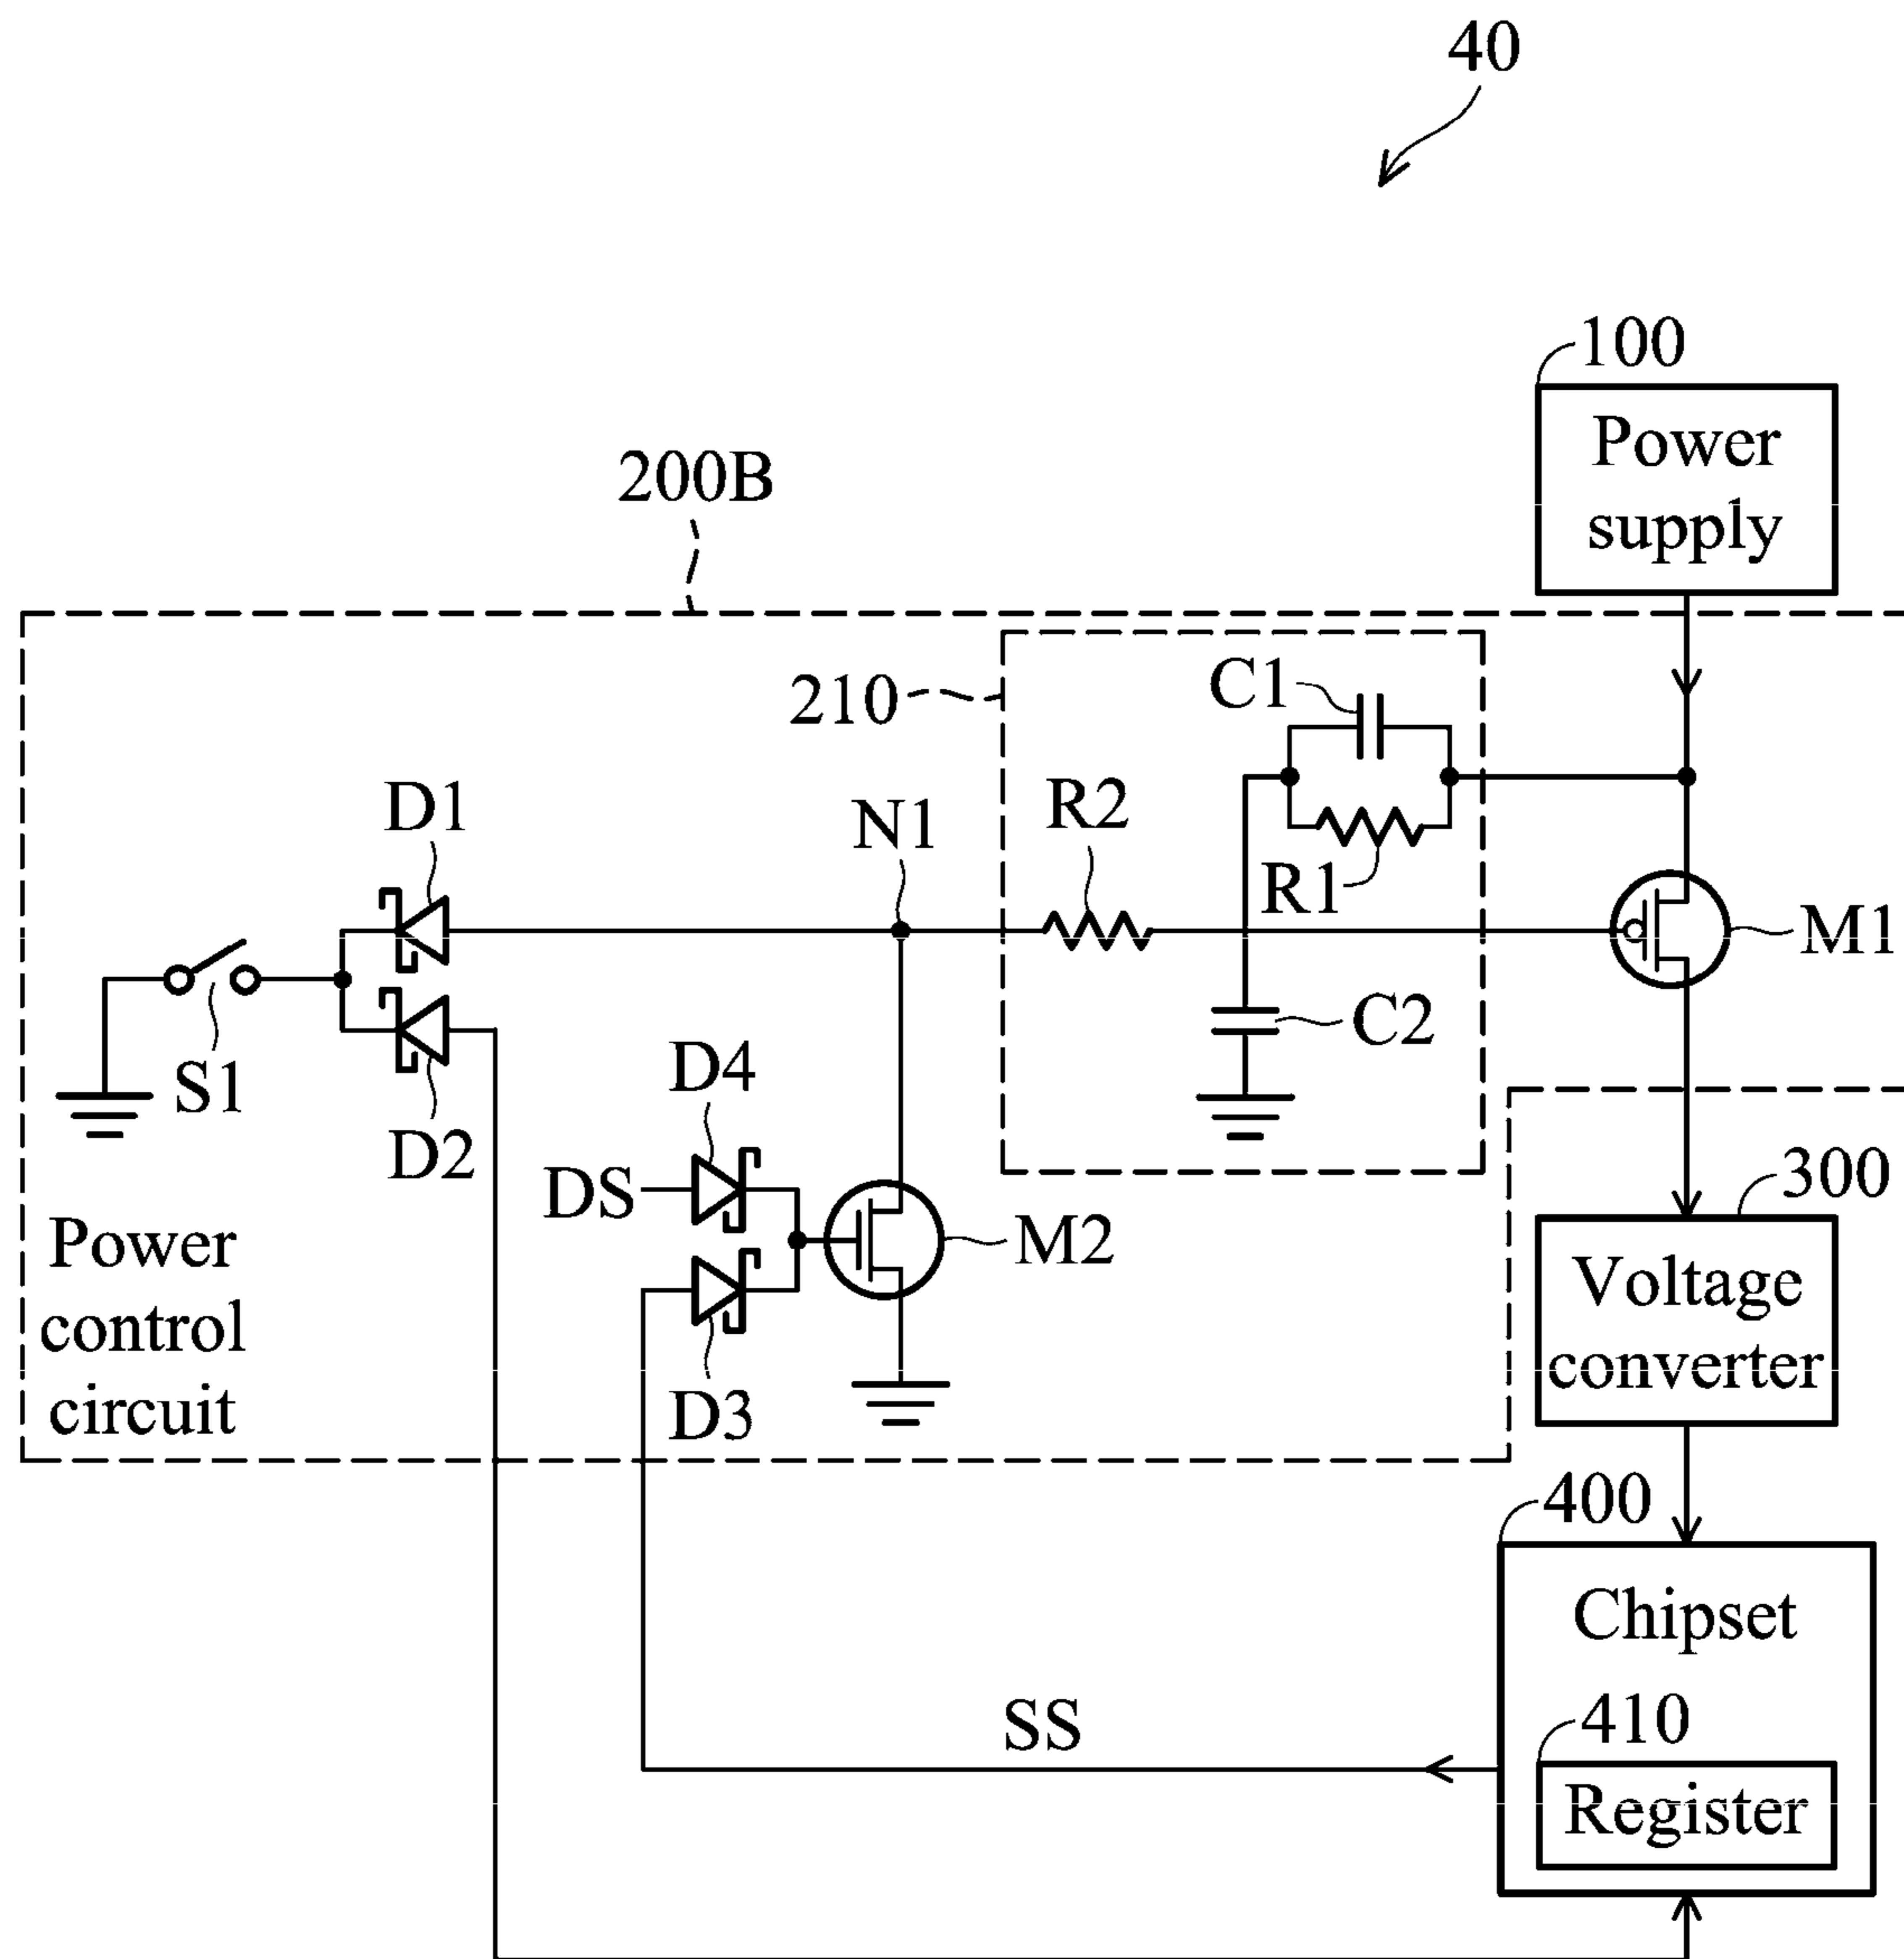 40
100
Power
supply
200B
210
C1
D1
N1
R2
R1
M1
S1
D4
C2
D2
DS
300
Power
control
circuit
M2
Voltage
converter
D3
400
Chipset
SS
410
Register